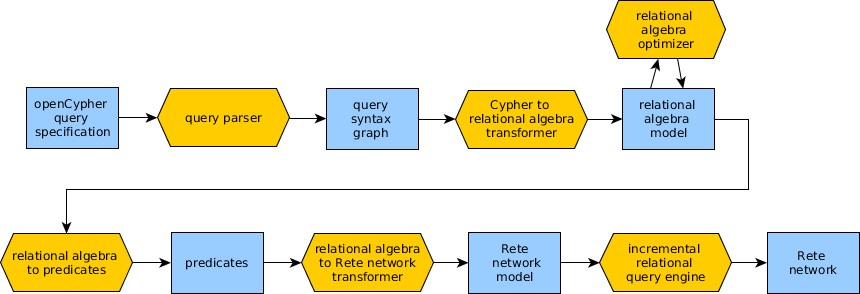 relational
algebra
optimizer
openCypher
query
specification
query parser
query
syntax
graph
Cypher to
relational algebra
transformer
relational
algebra
model
relational algebra
to predicates
predicates
relational algebra
to Rete network
transformer
Rete
network
model
incremental
relational
query engine
Rete
network